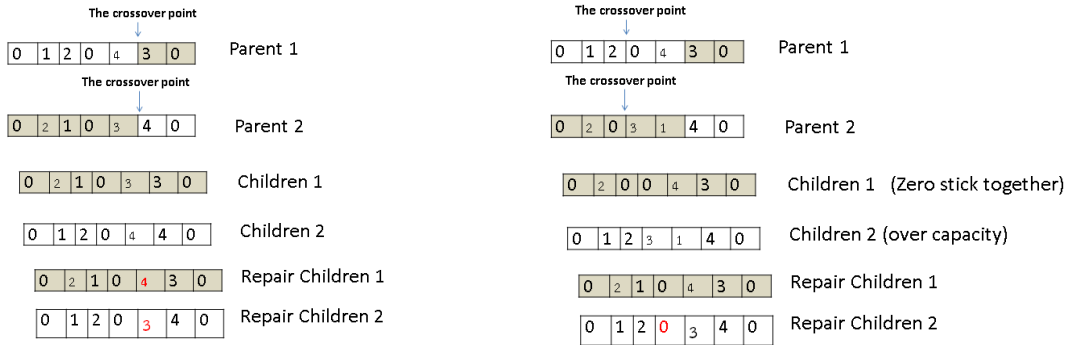 The crossover point
0 1 2 0 4 3 0 Parent 1
The crossover point
0 2 1 0 3 4 0 Parent 2
0 2 1 0 3 3 0 Children 1
0 1 2 0 4 4 0 Children 2
0 2 1 0 4 3 0 Repair Children 1
0 1 2 0 3 4 0 Repair Children 2
The crossover point
0 1 2 0 4 3 0 Parent 1
The crossover point
0 2 0 3 1 4 0 Parent 2
0 2 0 0 4 3 0 Children 1 (Zero stick together)
0 1 2 3 1 4 0 Children 2 (over capacity)
0 2 1 0 4 3 0 Repair Children 1
0 1 2 0 3 4 0 Repair Children 2